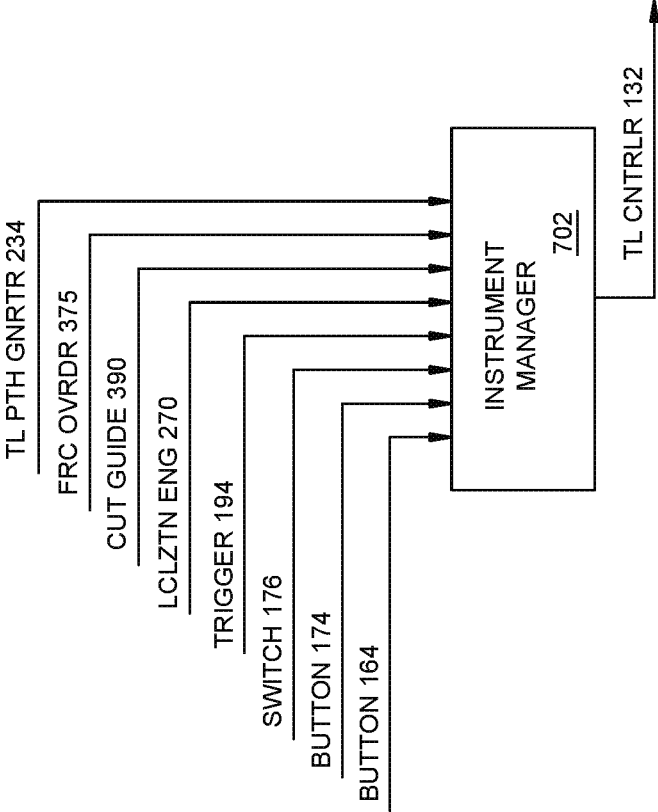 TL PTH GNRTR 234
FRC OVRDR 375
CUT GUIDE 390
LCLZTN ENG 270
TRIGGER 194
SWITCH 176
BUTTON 174
BUTTON 164
INSTRUMENT
MANAGER
702
TL CNTRLR 132